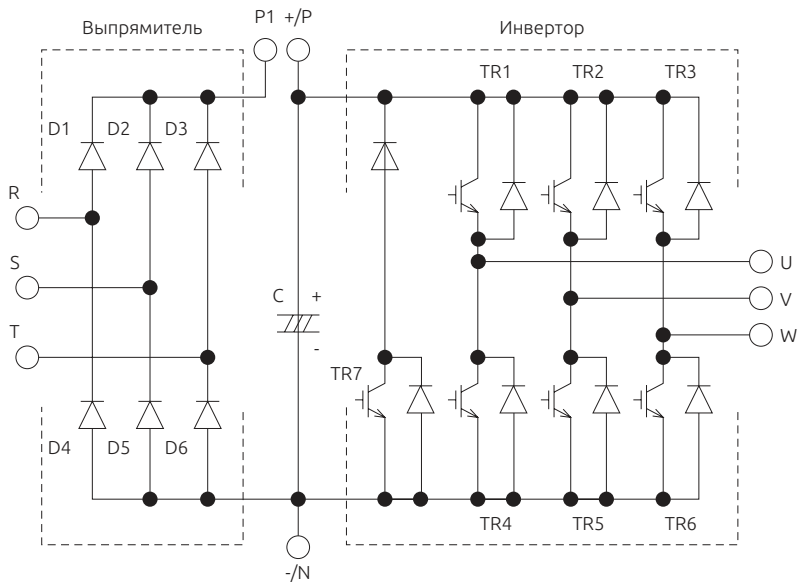 Выпрямитель
P1 +/P
Инвертор
TR1 TR2 TR3
D1 D2 D3
R
S
T
C + -
U
V
W
TR7
D4 D5 D6
TR4 TR5 TR6
-/N